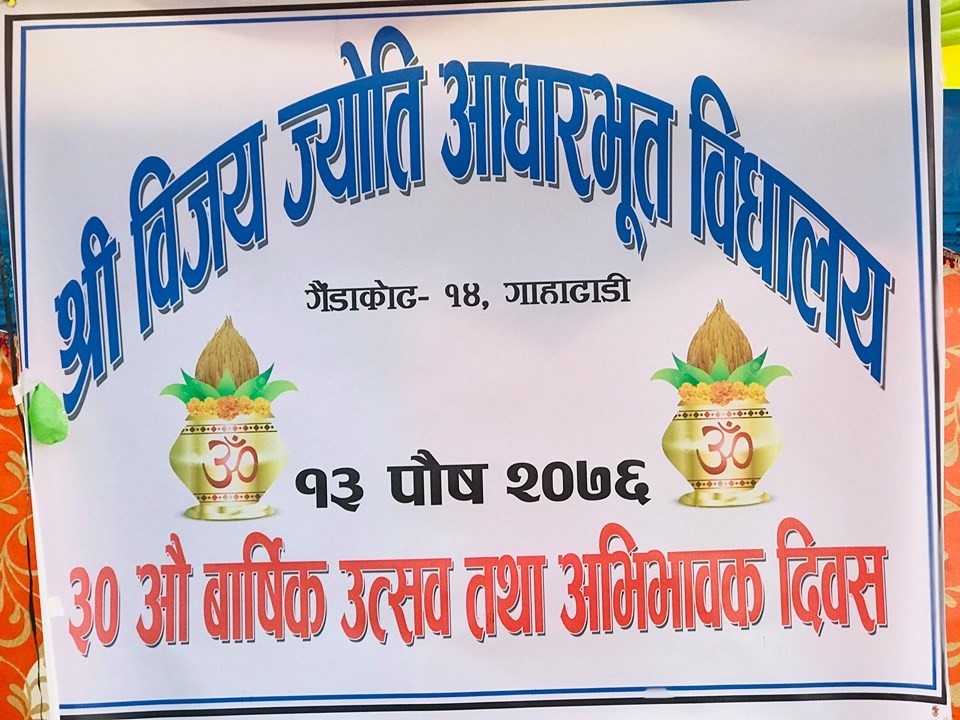 श्री विजय ज्योति आधारभूत विधालय
गैंडाकोट- १४, गाहाटाडी
ॐ ॐ
१३ पौष २०७६
३० औ बार्षिक उत्सव तथा अभिभावक दिवस